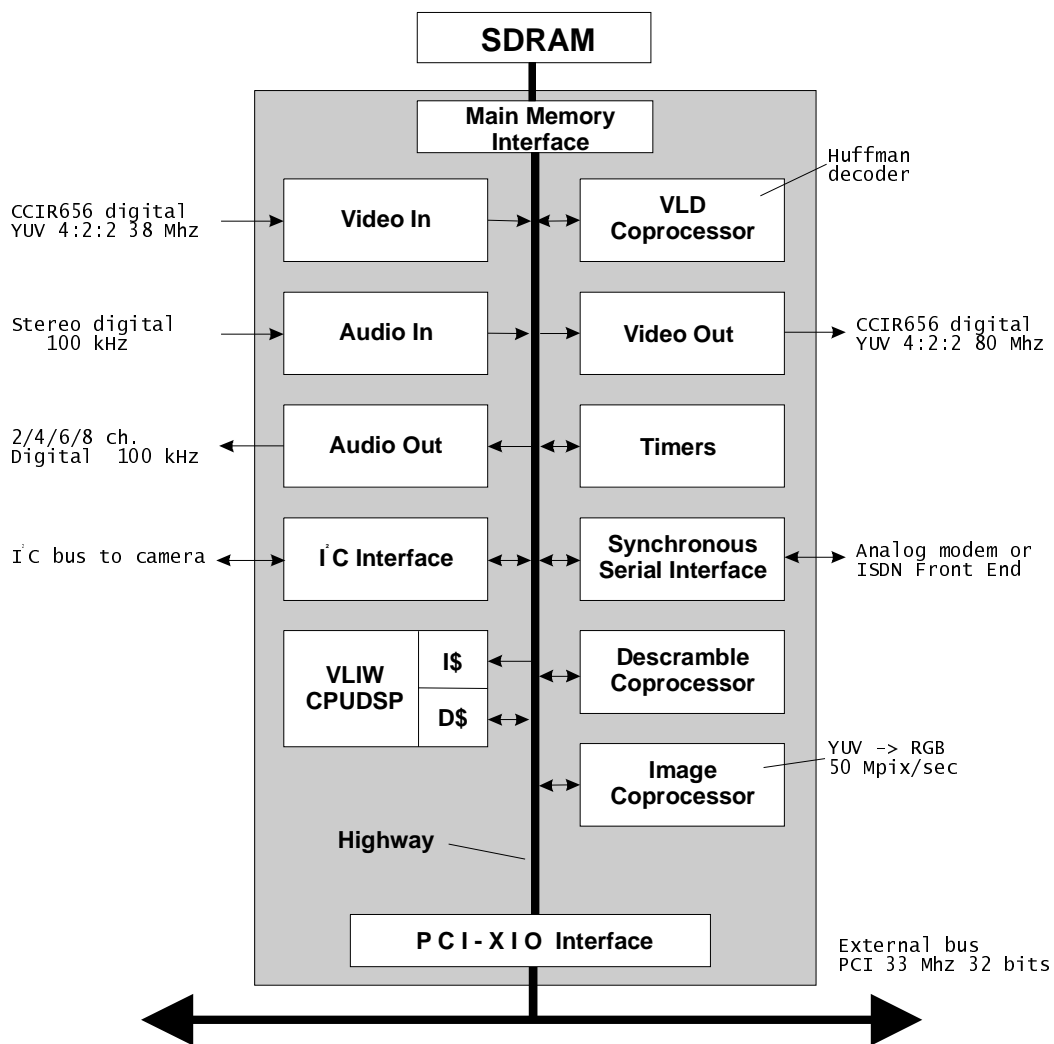 SDRAM
Main Memory
Interface
Huffman
decoder
CCIR656 digital
YUV 4:2:2 38 Mhz
Video In
VLD
Coprocessor
Stereo digital
100 kHz
Audio In
Video Out
CCIR656 digital
YUV 4:2:2 80 Mhz
2/4/6/8 ch.
Digital 100 kHz
Audio Out
Timers
I²C bus to camera
I²C Interface
Synchronous
Serial Interface
Analog modem or
ISDN Front End
VLIW
CPUDSP
I$
D$
Descramble
Coprocessor
Image
Coprocessor
YUV -> RGB
50 Mpix/sec
Highway
PCI-XIO Interface
External bus
PCI 33 Mhz 32 bits